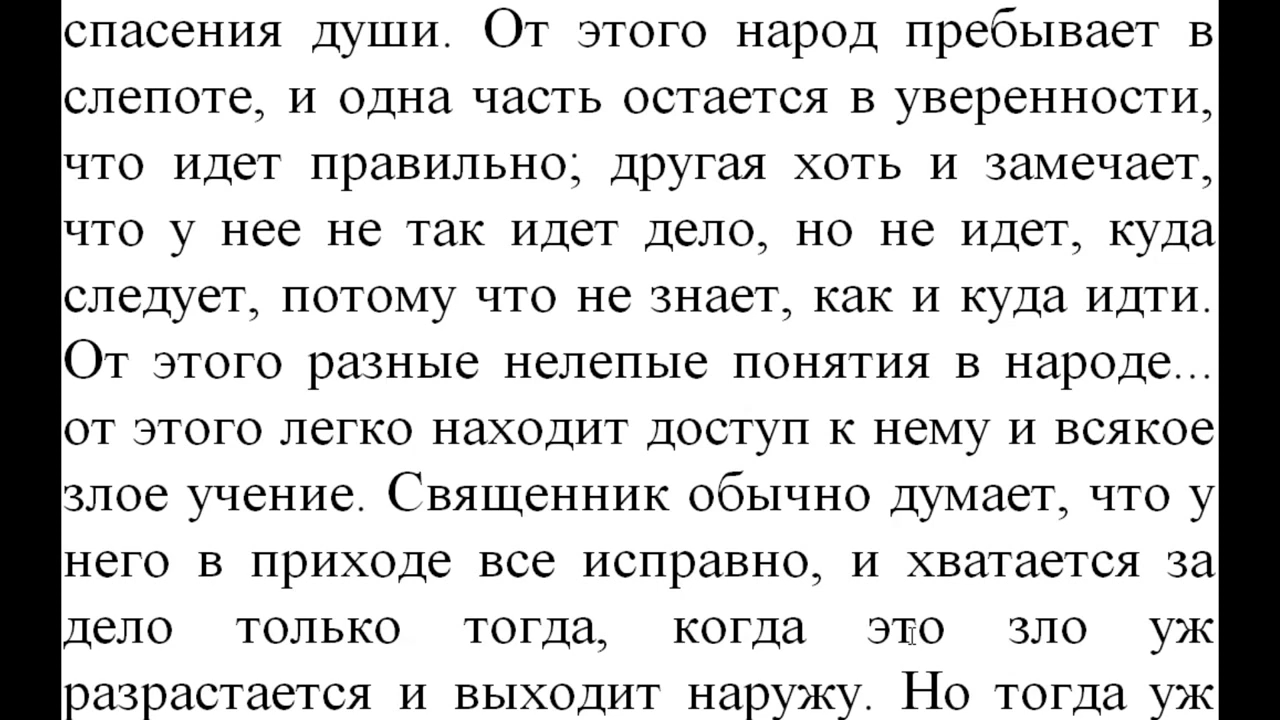 спасения души. От этого народ пребывает в
слепоте, и одна часть остается в уверенности,
что идет правильно; другая хоть и замечает,
что у нее не так идет дело, но не идет, куда
следует, потому что не знает, как и куда идти.
От этого разные нелепые понятия в народе...
от этого легко находит доступ к нему и всякое
злое учение. Священник обычно думает, что у
него в приходе все исправно, и хватается за
дело только тогда, когда это зло уж
разрастается и выходит наружу. Но тогда уж